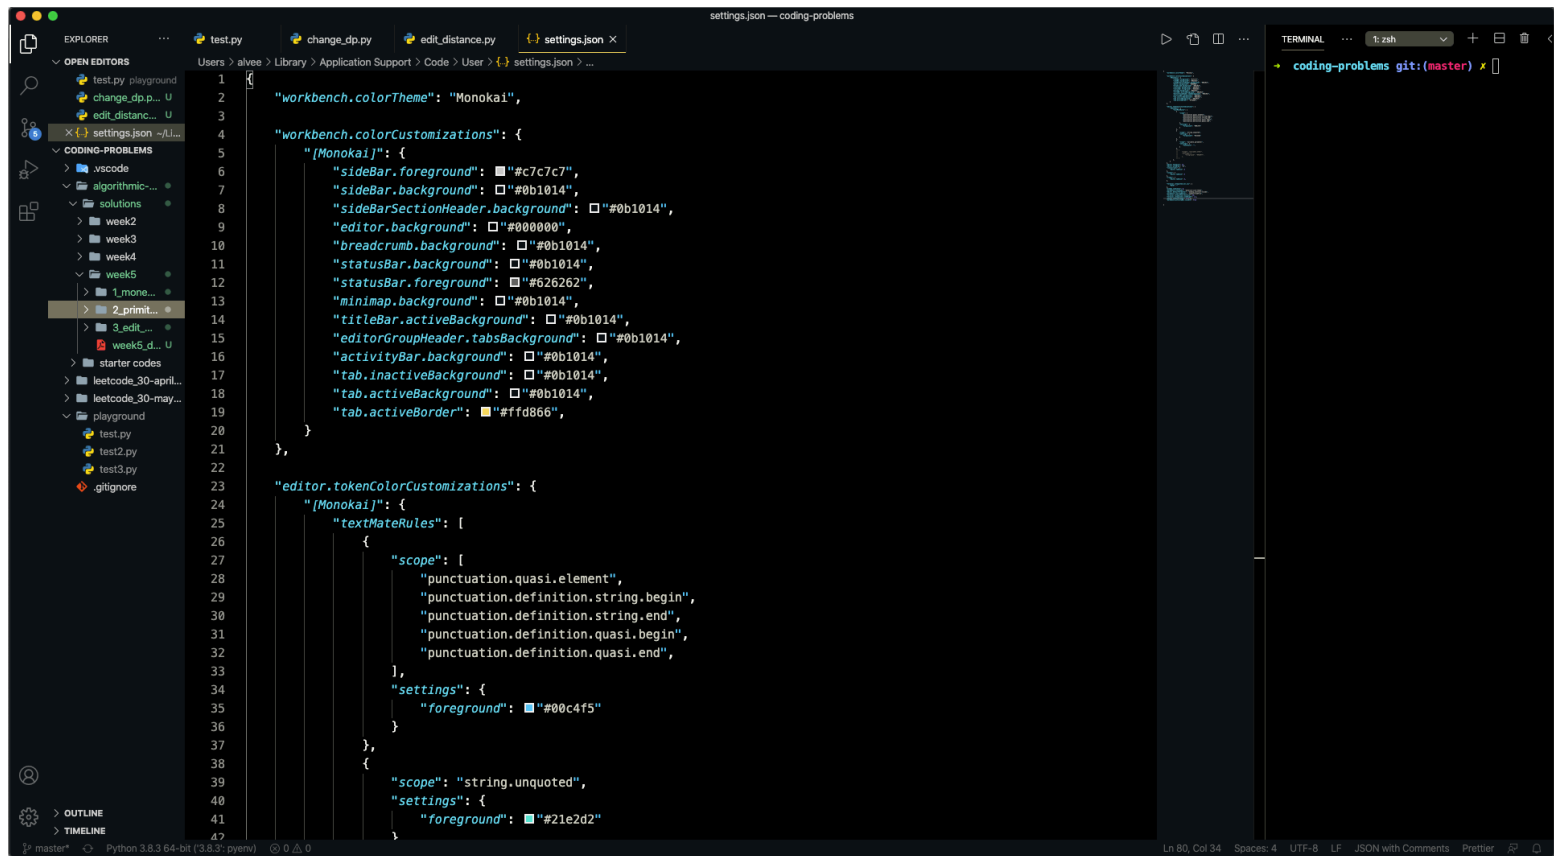 settings.json — coding-problems
EXPLORER
OPEN EDITORS
test.py playground
change_dp.p... U
edit_distanc... U
settings.json ~/Li...
CODING-PROBLEMS
.vscode
algorithmic-...
solutions
week2
week3
week4
week5
1_mone...
2_primit...
3_edit_...
week5_d... U
starter codes
leetcode_30-april...
leetcode_30-may...
playground
test.py
test2.py
test3.py
.gitignore
OUTLINE
TIMELINE
test.py change_dp.py edit_distance.py {..} settings.json ×
Users > alvee > Library > Application Support > Code > User > {..} settings.json > ...
1 {
2 "workbench.colorTheme": "Monokai",
3
4 "workbench.colorCustomizations": {
5 "[Monokai]": {
6 "sideBar.foreground": "#c7c7c7",
7 "sideBar.background": "#0b1014",
8 "sideBarSectionHeader.background": "#0b1014",
9 "editor.background": "#000000",
10 "breadcrumb.background": "#0b1014",
11 "statusBar.background": "#0b1014",
12 "statusBar.foreground": "#626262",
13 "minimap.background": "#0b1014",
14 "titleBar.activeBackground": "#0b1014",
15 "editorGroupHeader.tabsBackground": "#0b1014",
16 "activityBar.background": "#0b1014",
17 "tab.inactiveBackground": "#0b1014",
18 "tab.activeBackground": "#0b1014",
19 "tab.activeBorder": "#ffd866",
20 }
21 },
22
23 "editor.tokenColorCustomizations": {
24 "[Monokai]": {
25 "textMateRules": [
26 {
27 "scope": [
28 "punctuation.quasi.element",
29 "punctuation.definition.string.begin",
30 "punctuation.definition.string.end",
31 "punctuation.definition.quasi.begin",
32 "punctuation.definition.quasi.end",
33 ],
34 "settings": {
35 "foreground": "#00c4f5"
36 }
37 },
38 {
39 "scope": "string.unquoted",
40 "settings": {
41 "foreground": "#21e2d2"
42 }
TERMINAL ... 1: zsh
→ coding-problems git:(master) ✗
5
master* Python 3.8.3 64-bit ('3.8.3': pyenv) 0 0
Ln 80, Col 34 Spaces: 4 UTF-8 LF JSON with Comments Prettier